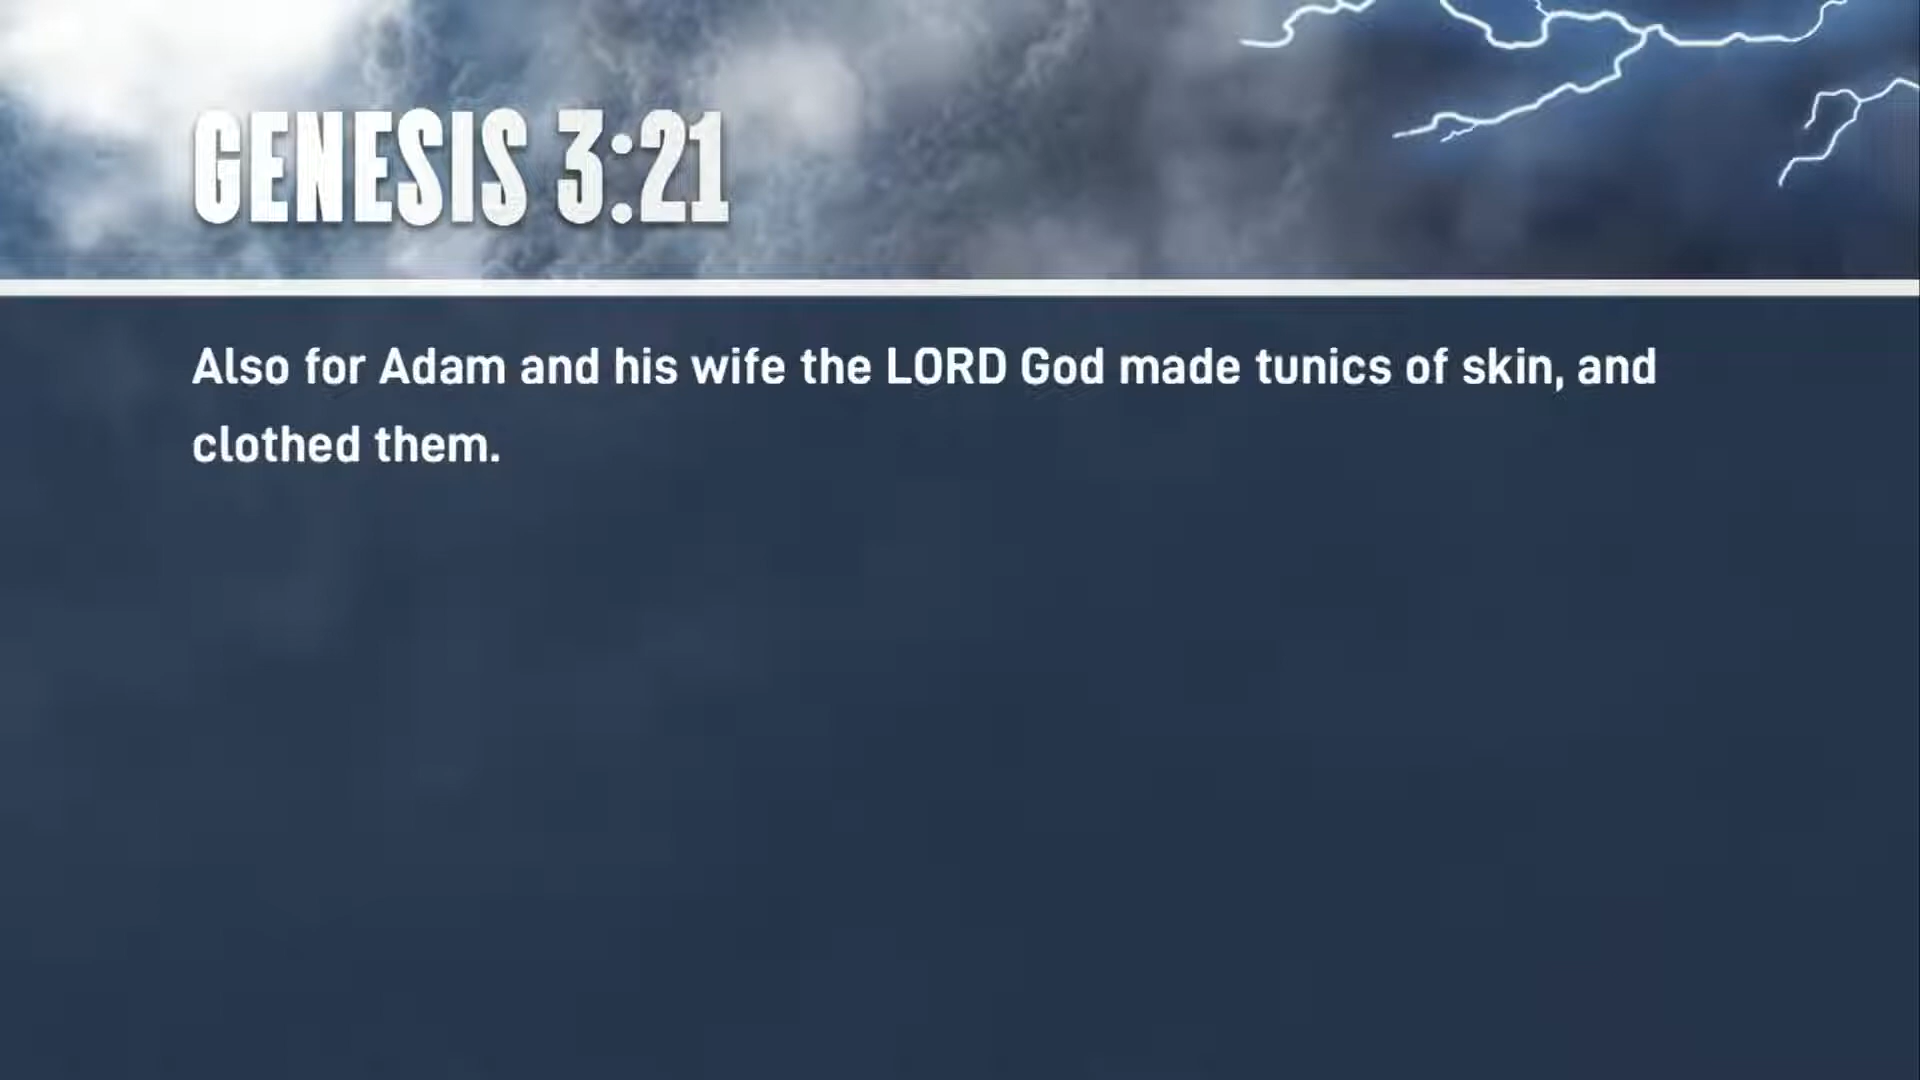 GENESIS 3:21
Also for Adam and his wife the LORD God made tunics of skin, and
clothed them.